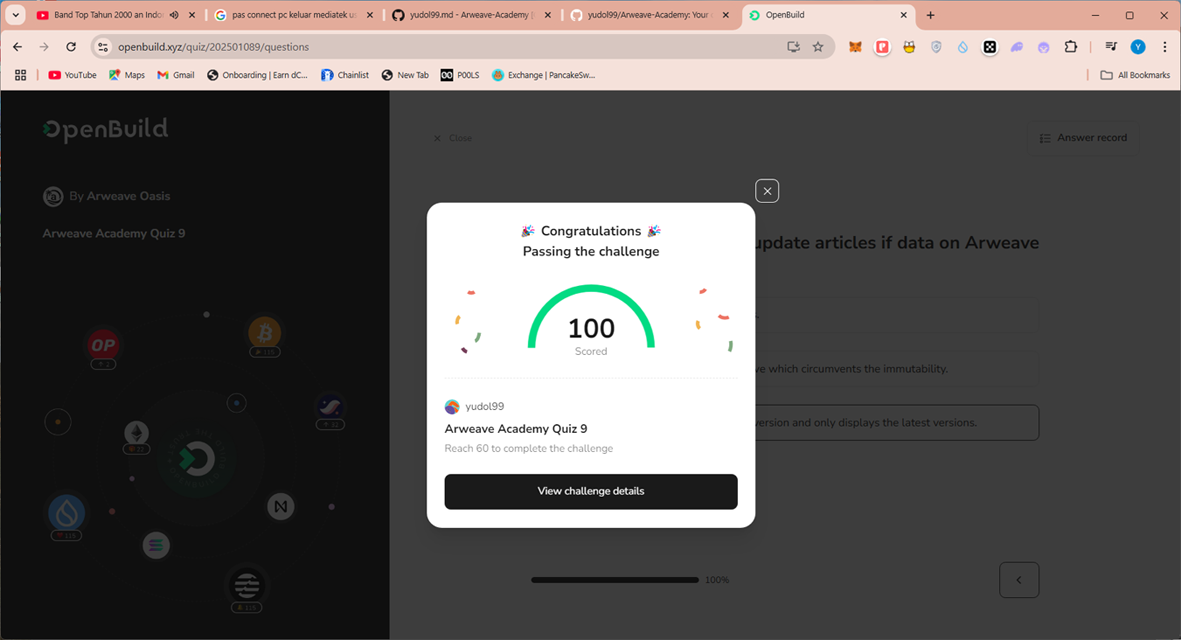 Band Top Tahun 2000 an Indo
pas connect pc keluar mediatek us
yudol99.md - Arweave-Academy [
yudol99/Arweave-Academy: Your
OpenBuild
openbuild.xyz/quiz/202501089/questions
Y
YouTube
Maps
Gmail
Onboarding | Earn dC...
Chainlist
New Tab
P00LS
Exchange | PancakeSw...
All Bookmarks
OpenBuild
Close
Answer record
By Arweave Oasis
Arweave Academy Quiz 9
update articles if data on Arweave
ve which circumvents the immutability.
version and only displays the latest versions.
OP
115
22
Congratulations
Passing the challenge
100
Scored
yudol99
Arweave Academy Quiz 9
Reach 60 to complete the challenge
View challenge details
100%